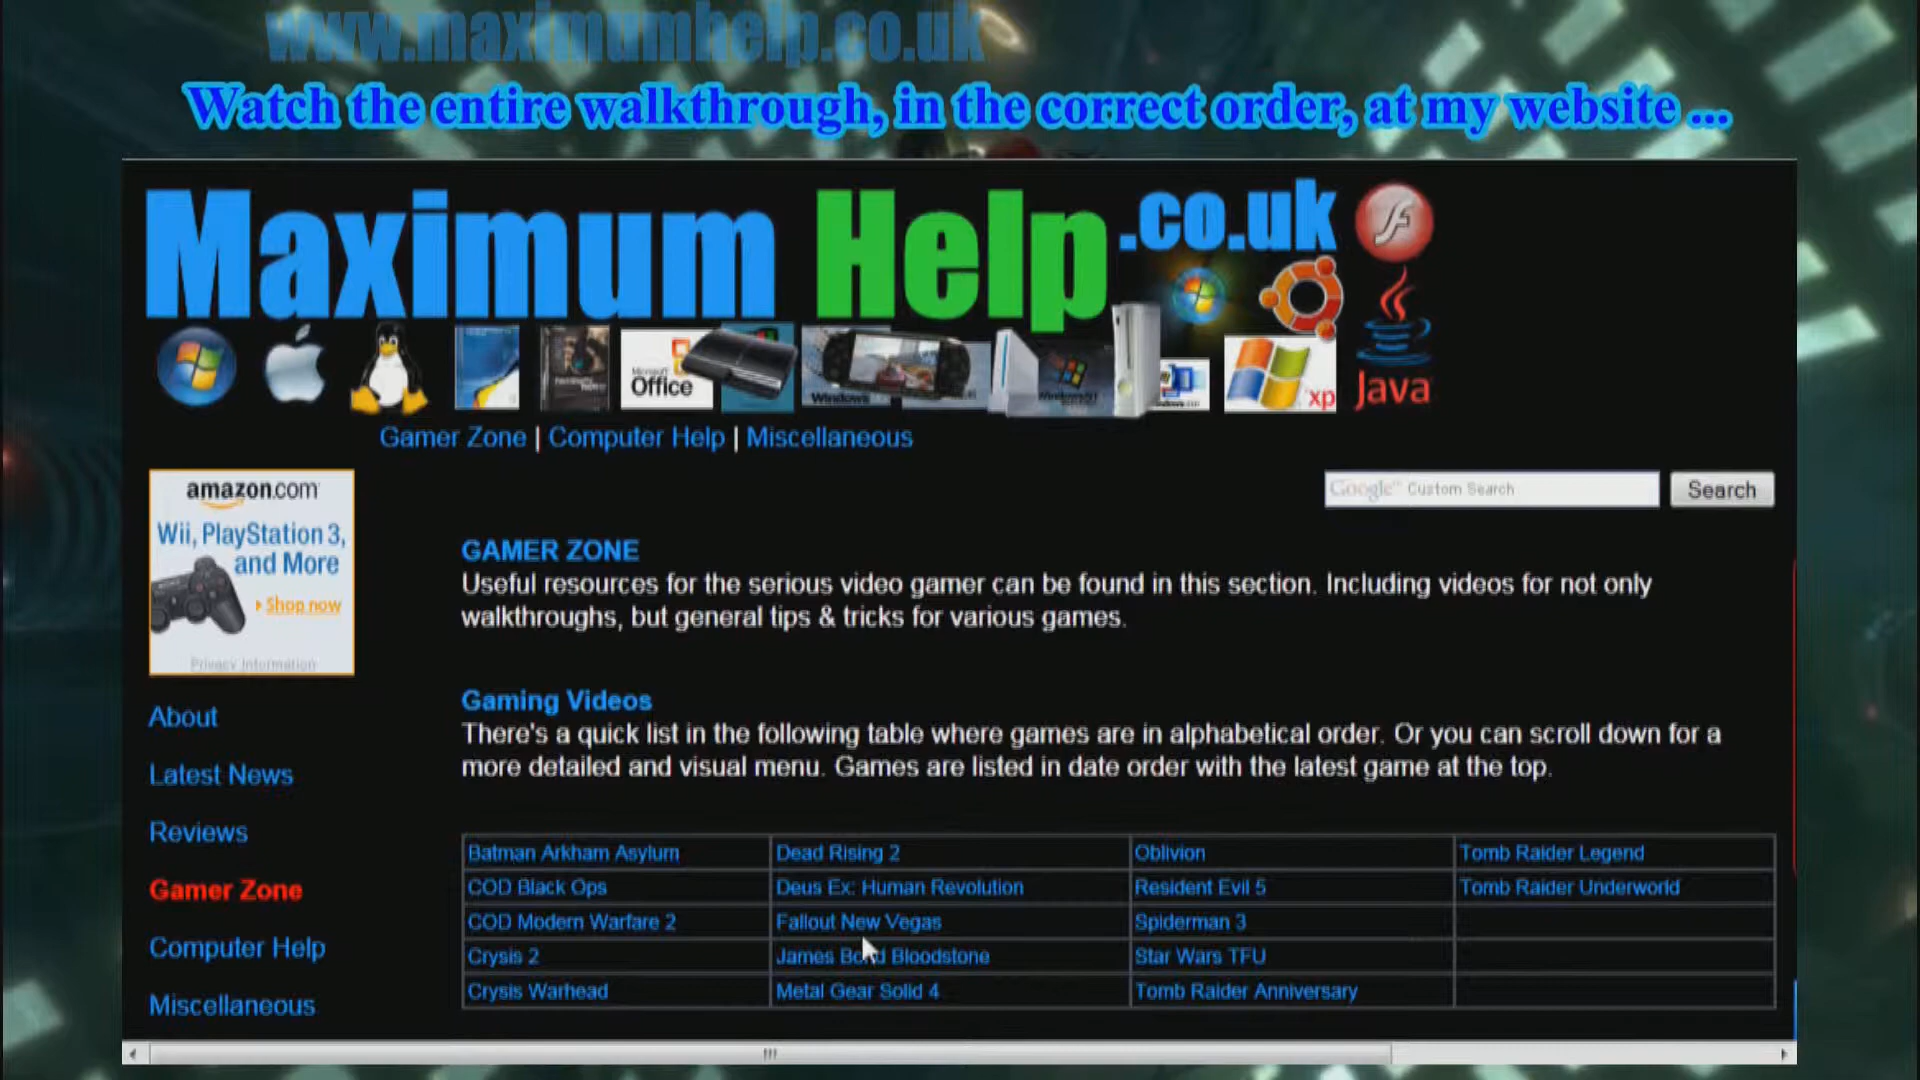 www.maximumhelp.co.uk
Watch the entire walkthrough, in the correct order, at my website ...
Maximum Help .co.uk
Microsoft
Office
Windows
xp
Java
Gamer Zone | Computer Help | Miscellaneous
amazon.com
Wii, PlayStation 3,
and More
Shop now
Privacy Information
Google™ Custom Search
Search
GAMER ZONE
Useful resources for the serious video gamer can be found in this section. Including videos for not only
walkthroughs, but general tips & tricks for various games.
Gaming Videos
There's a quick list in the following table where games are in alphabetical order. Or you can scroll down for a
more detailed and visual menu. Games are listed in date order with the latest game at the top.
About
Latest News
Reviews
Gamer Zone
Computer Help
Miscellaneous
Batman Arkham Asylum Dead Rising 2 Oblivion Tomb Raider Legend
COD Black Ops Deus Ex: Human Revolution Resident Evil 5 Tomb Raider Underworld
COD Modern Warfare 2 Fallout New Vegas Spiderman 3
Crysis 2 James Bond Bloodstone Star Wars TFU
Crysis Warhead Metal Gear Solid 4 Tomb Raider Anniversary